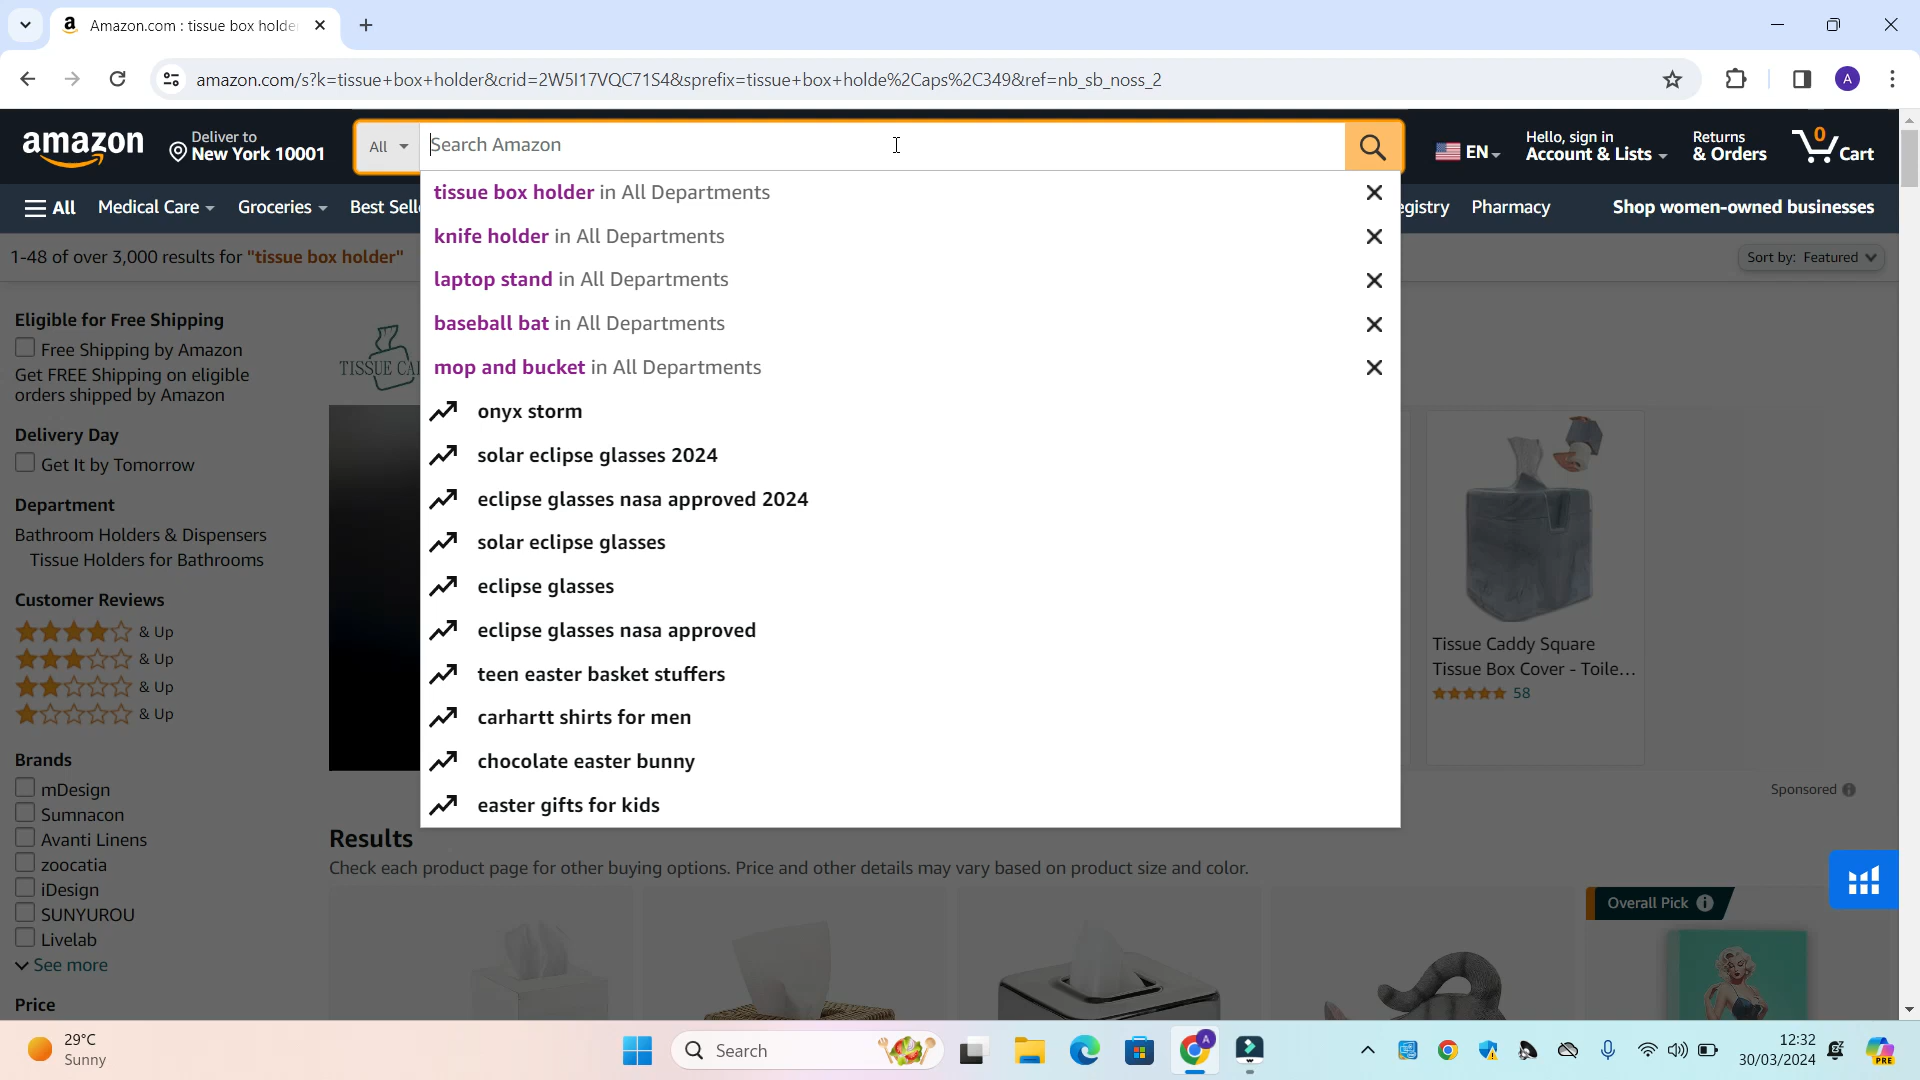 Amazon.com : tissue box holde
amazon.com/s?k=tissue+box+holder&crid=2W5I17VQC71S4&sprefix=tissue+box+holde%2Caps%2C349&ref=nb_sb_noss_2
A
amazon
Deliver to
New York 10001
All
Search Amazon
EN
Hello, sign in
Account & Lists
Returns
& Orders
0
Cart
All
Medical Care
Groceries
Best Sell
egistry
Pharmacy
Shop women-owned businesses
tissue box holder in All Departments
knife holder in All Departments
laptop stand in All Departments
baseball bat in All Departments
mop and bucket in All Departments
onyx storm
solar eclipse glasses 2024
eclipse glasses nasa approved 2024
solar eclipse glasses
eclipse glasses
eclipse glasses nasa approved
teen easter basket stuffers
carhartt shirts for men
chocolate easter bunny
easter gifts for kids
1-48 of over 3,000 results for "tissue box holder"
Sort by: Featured
Eligible for Free Shipping
Free Shipping by Amazon
Get FREE Shipping on eligible
orders shipped by Amazon
Delivery Day
Get It by Tomorrow
Department
Bathroom Holders & Dispensers
Tissue Holders for Bathrooms
Customer Reviews
& Up
& Up
& Up
& Up
Brands
mDesign
Sumnacon
Avanti Linens
zoocatia
iDesign
SUNYUROU
Livelab
See more
Price
TISSUE CA
Tissue Caddy Square
Tissue Box Cover - Toile...
58
Sponsored
Results
Check each product page for other buying options. Price and other details may vary based on product size and color.
Overall Pick
29°C
Sunny
Search
A
12:32
30/03/2024
PRE